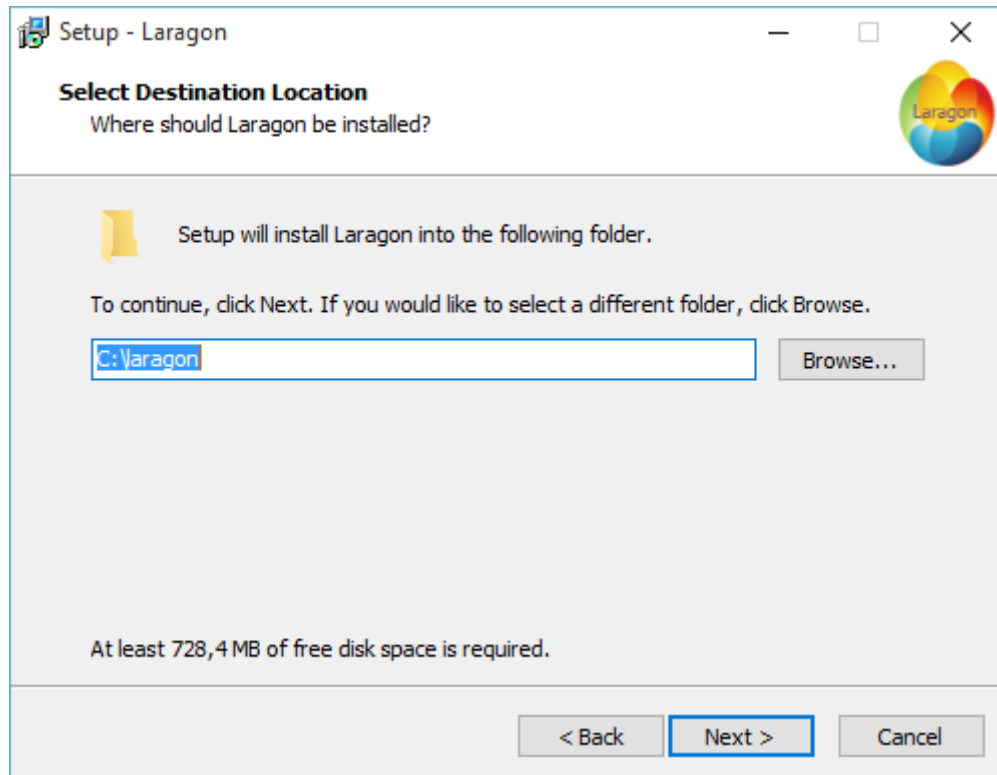 Setup - Laragon
Select Destination Location
Where should Laragon be installed?
Laragon
Setup will install Laragon into the following folder.
To continue, click Next. If you would like to select a different folder, click Browse.
C:\laragon
Browse...
At least 728,4 MB of free disk space is required.
< Back
Next >
Cancel